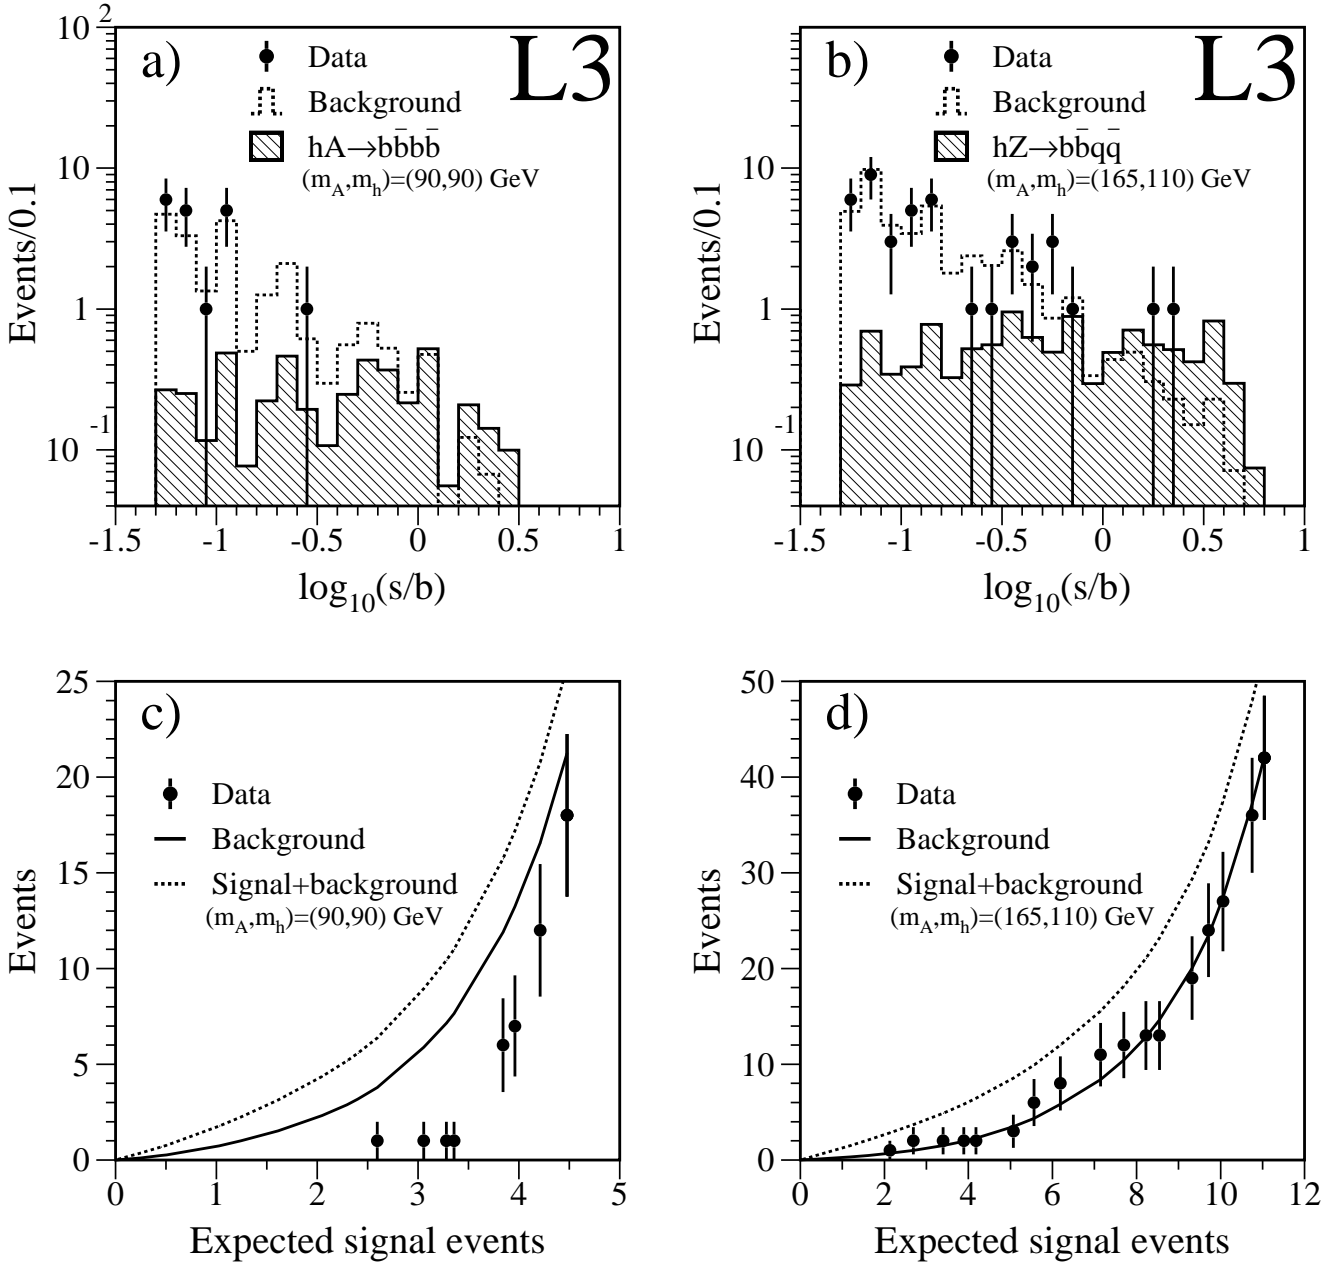 a)
L3
Data
Background
hA→bb̄bb̄
(m_A,m_h)=(90,90) GeV
Events/0.1
10^2
10
1
10^-1
-1.5 -1 -0.5 0 0.5 1
log_10(s/b)
b)
L3
Data
Background
hZ→bb̄qq̄
(m_A,m_h)=(165,110) GeV
Events/0.1
10^2
10
1
10^-1
-1.5 -1 -0.5 0 0.5 1
log_10(s/b)
c)
Data
Background
Signal+background
(m_A,m_h)=(90,90) GeV
Events
25
20
15
10
5
0
0 1 2 3 4 5
Expected signal events
d)
Data
Background
Signal+background
(m_A,m_h)=(165,110) GeV
Events
50
40
30
20
10
0
0 2 4 6 8 10 12
Expected signal events